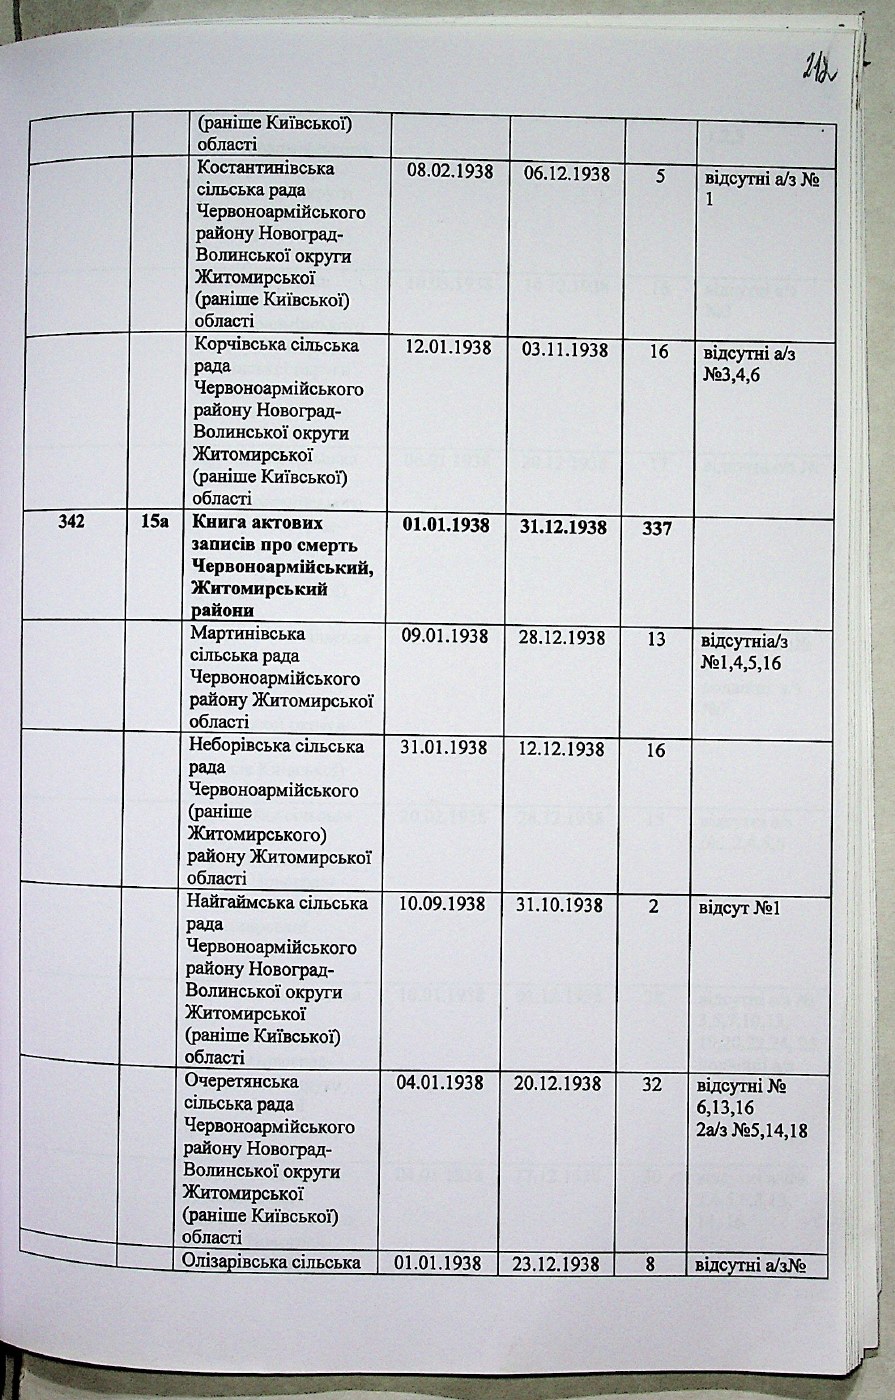 212
(раніше Київської)
області
Костантинівська 08.02.1938 06.12.1938 5 відсутні а/з №
сільська рада 1
Червоноармійського
району Новоград-
Волинської округи
Житомирської
(раніше Київської)
області
Корчівська сільська 12.01.1938 03.11.1938 16 відсутні а/з
рада №3,4,6
Червоноармійського
району Новоград-
Волинської округи
Житомирської
(раніше Київської)
області
342 15а Книга актових 01.01.1938 31.12.1938 337
записів про смерть
Червоноармійський,
Житомирський
райони
Мартинівська 09.01.1938 28.12.1938 13 відсутніа/з
сільська рада №1,4,5,16
Червоноармійського
району Житомирської
області
Неборівська сільська 31.01.1938 12.12.1938 16
рада
Червоноармійського
(раніше
Житомирського)
району Житомирської
області
Найгаймська сільська 10.09.1938 31.10.1938 2 відсут №1
рада
Червоноармійського
району Новоград-
Волинської округи
Житомирської
(раніше Київської)
області
Очеретянська 04.01.1938 20.12.1938 32 відсутні №
сільська рада 6,13,16
Червоноармійського 2а/з №5,14,18
району Новоград-
Волинської округи
Житомирської
(раніше Київської)
області
Олізарівська сільська 01.01.1938 23.12.1938 8 відсутні а/з№